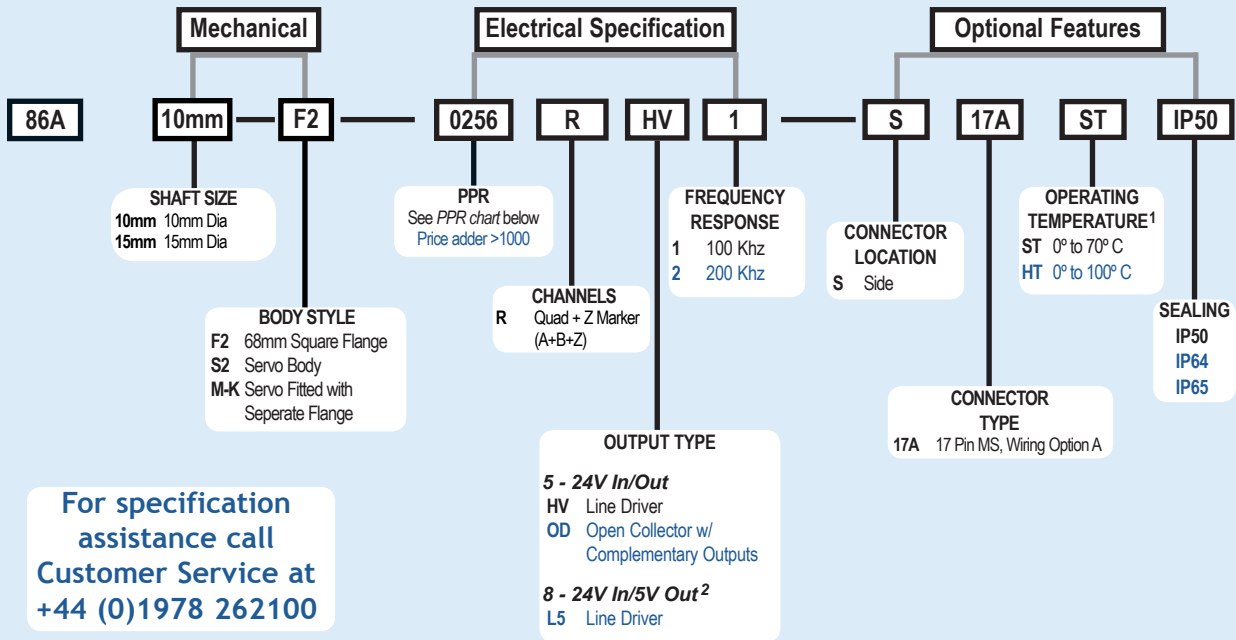 Mechanical
Electrical Specification
Optional Features
86A
10mm
F2
0256
R
HV
1
S
17A
ST
IP50
SHAFT SIZE
10mm 10mm Dia
15mm 15mm Dia
BODY STYLE
F2 68mm Square Flange
S2 Servo Body
M-K Servo Fitted with
Seperate Flange
PPR
See PPR chart below
Price adder >1000
CHANNELS
R Quad + Z Marker
(A+B+Z)
OUTPUT TYPE
5 - 24V In/Out
HV Line Driver
OD Open Collector w/
Complementary Outputs
8 - 24V In/5V Out2
L5 Line Driver
FREQUENCY
RESPONSE
1 100 Khz
2 200 Khz
CONNECTOR
LOCATION
S Side
CONNECTOR
TYPE
17A 17 Pin MS, Wiring Option A
OPERATING
TEMPERATURE1
ST 0º to 70º C
HT 0º to 100º C
SEALING
IP50
IP64
IP65
For specification
assistance call
Customer Service at
+44 (0)1978 262100